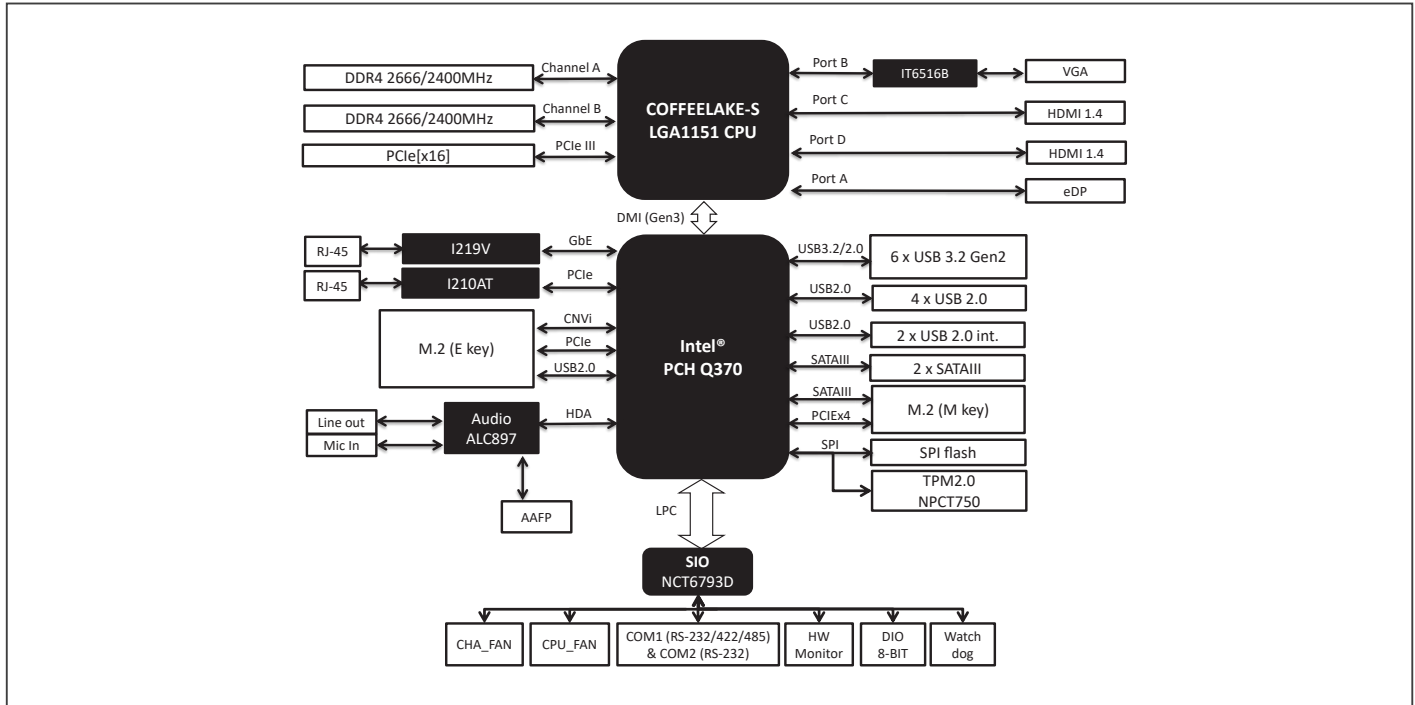 DDR4 2666/2400MHz
Channel A
DDR4 2666/2400MHz
Channel B
PCIe[x16]
PCIe III
COFFEELAKE-S
LGA1151 CPU
Port B
IT6516B
VGA
Port C
HDMI 1.4
Port D
HDMI 1.4
Port A
eDP
DMI (Gen3)
RJ-45
I219V
GbE
RJ-45
I210AT
PCIe
M.2 (E key)
CNVi
PCIe
USB2.0
Line out
Mic In
Audio
ALC897
HDA
AAFP
Intel®
PCH Q370
USB3.2/2.0
6 x USB 3.2 Gen2
USB2.0
4 x USB 2.0
USB2.0
2 x USB 2.0 int.
SATAIII
2 x SATAIII
SATAIII
PCIEx4
M.2 (M key)
SPI
SPI flash
TPM2.0
NPCT750
LPC
SIO
NCT6793D
CHA_FAN
CPU_FAN
COM1 (RS-232/422/485)
& COM2 (RS-232)
HW
Monitor
DIO
8-BIT
Watch
dog